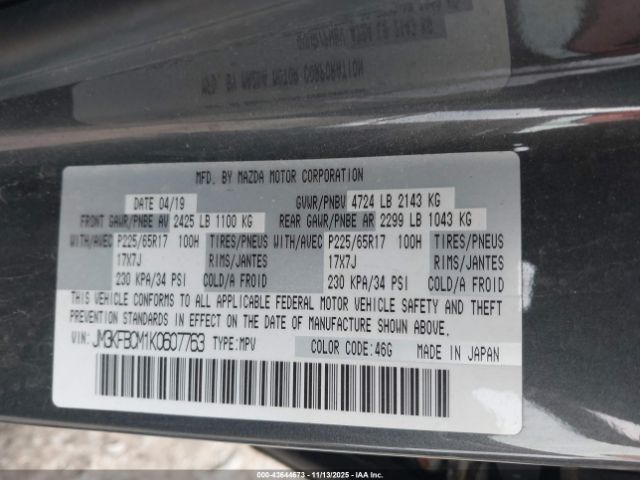 MFD. BY MAZDA MOTOR CORPORATION
DATE 04/19 GVWR/PNBV 4724 LB 2143 KG
FRONT GAWR/PNBE AV 2425 LB 1100 KG REAR GAWR/PNBE AR 2299 LB 1043 KG
WITH/AVEC P225/65R17 100H TIRES/PNEUS WITH/AVEC P225/65R17 100H TIRES/PNEUS
17X7J RIMS/JANTES 17X7J RIMS/JANTES
230 KPA/34 PSI COLD/A FROID 230 KPA/34 PSI COLD/A FROID
THIS VEHICLE CONFORMS TO ALL APPLICABLE FEDERAL MOTOR VEHICLE SAFETY AND THEFT
PREVENTION STANDARDS IN EFFECT ON THE DATE OF MANUFACTURE SHOWN ABOVE.
VIN: JM3KFBCM1K0607763 TYPE:MPV COLOR CODE:46G MADE IN JAPAN
000-43644673 11/13/2025 IAAI.com